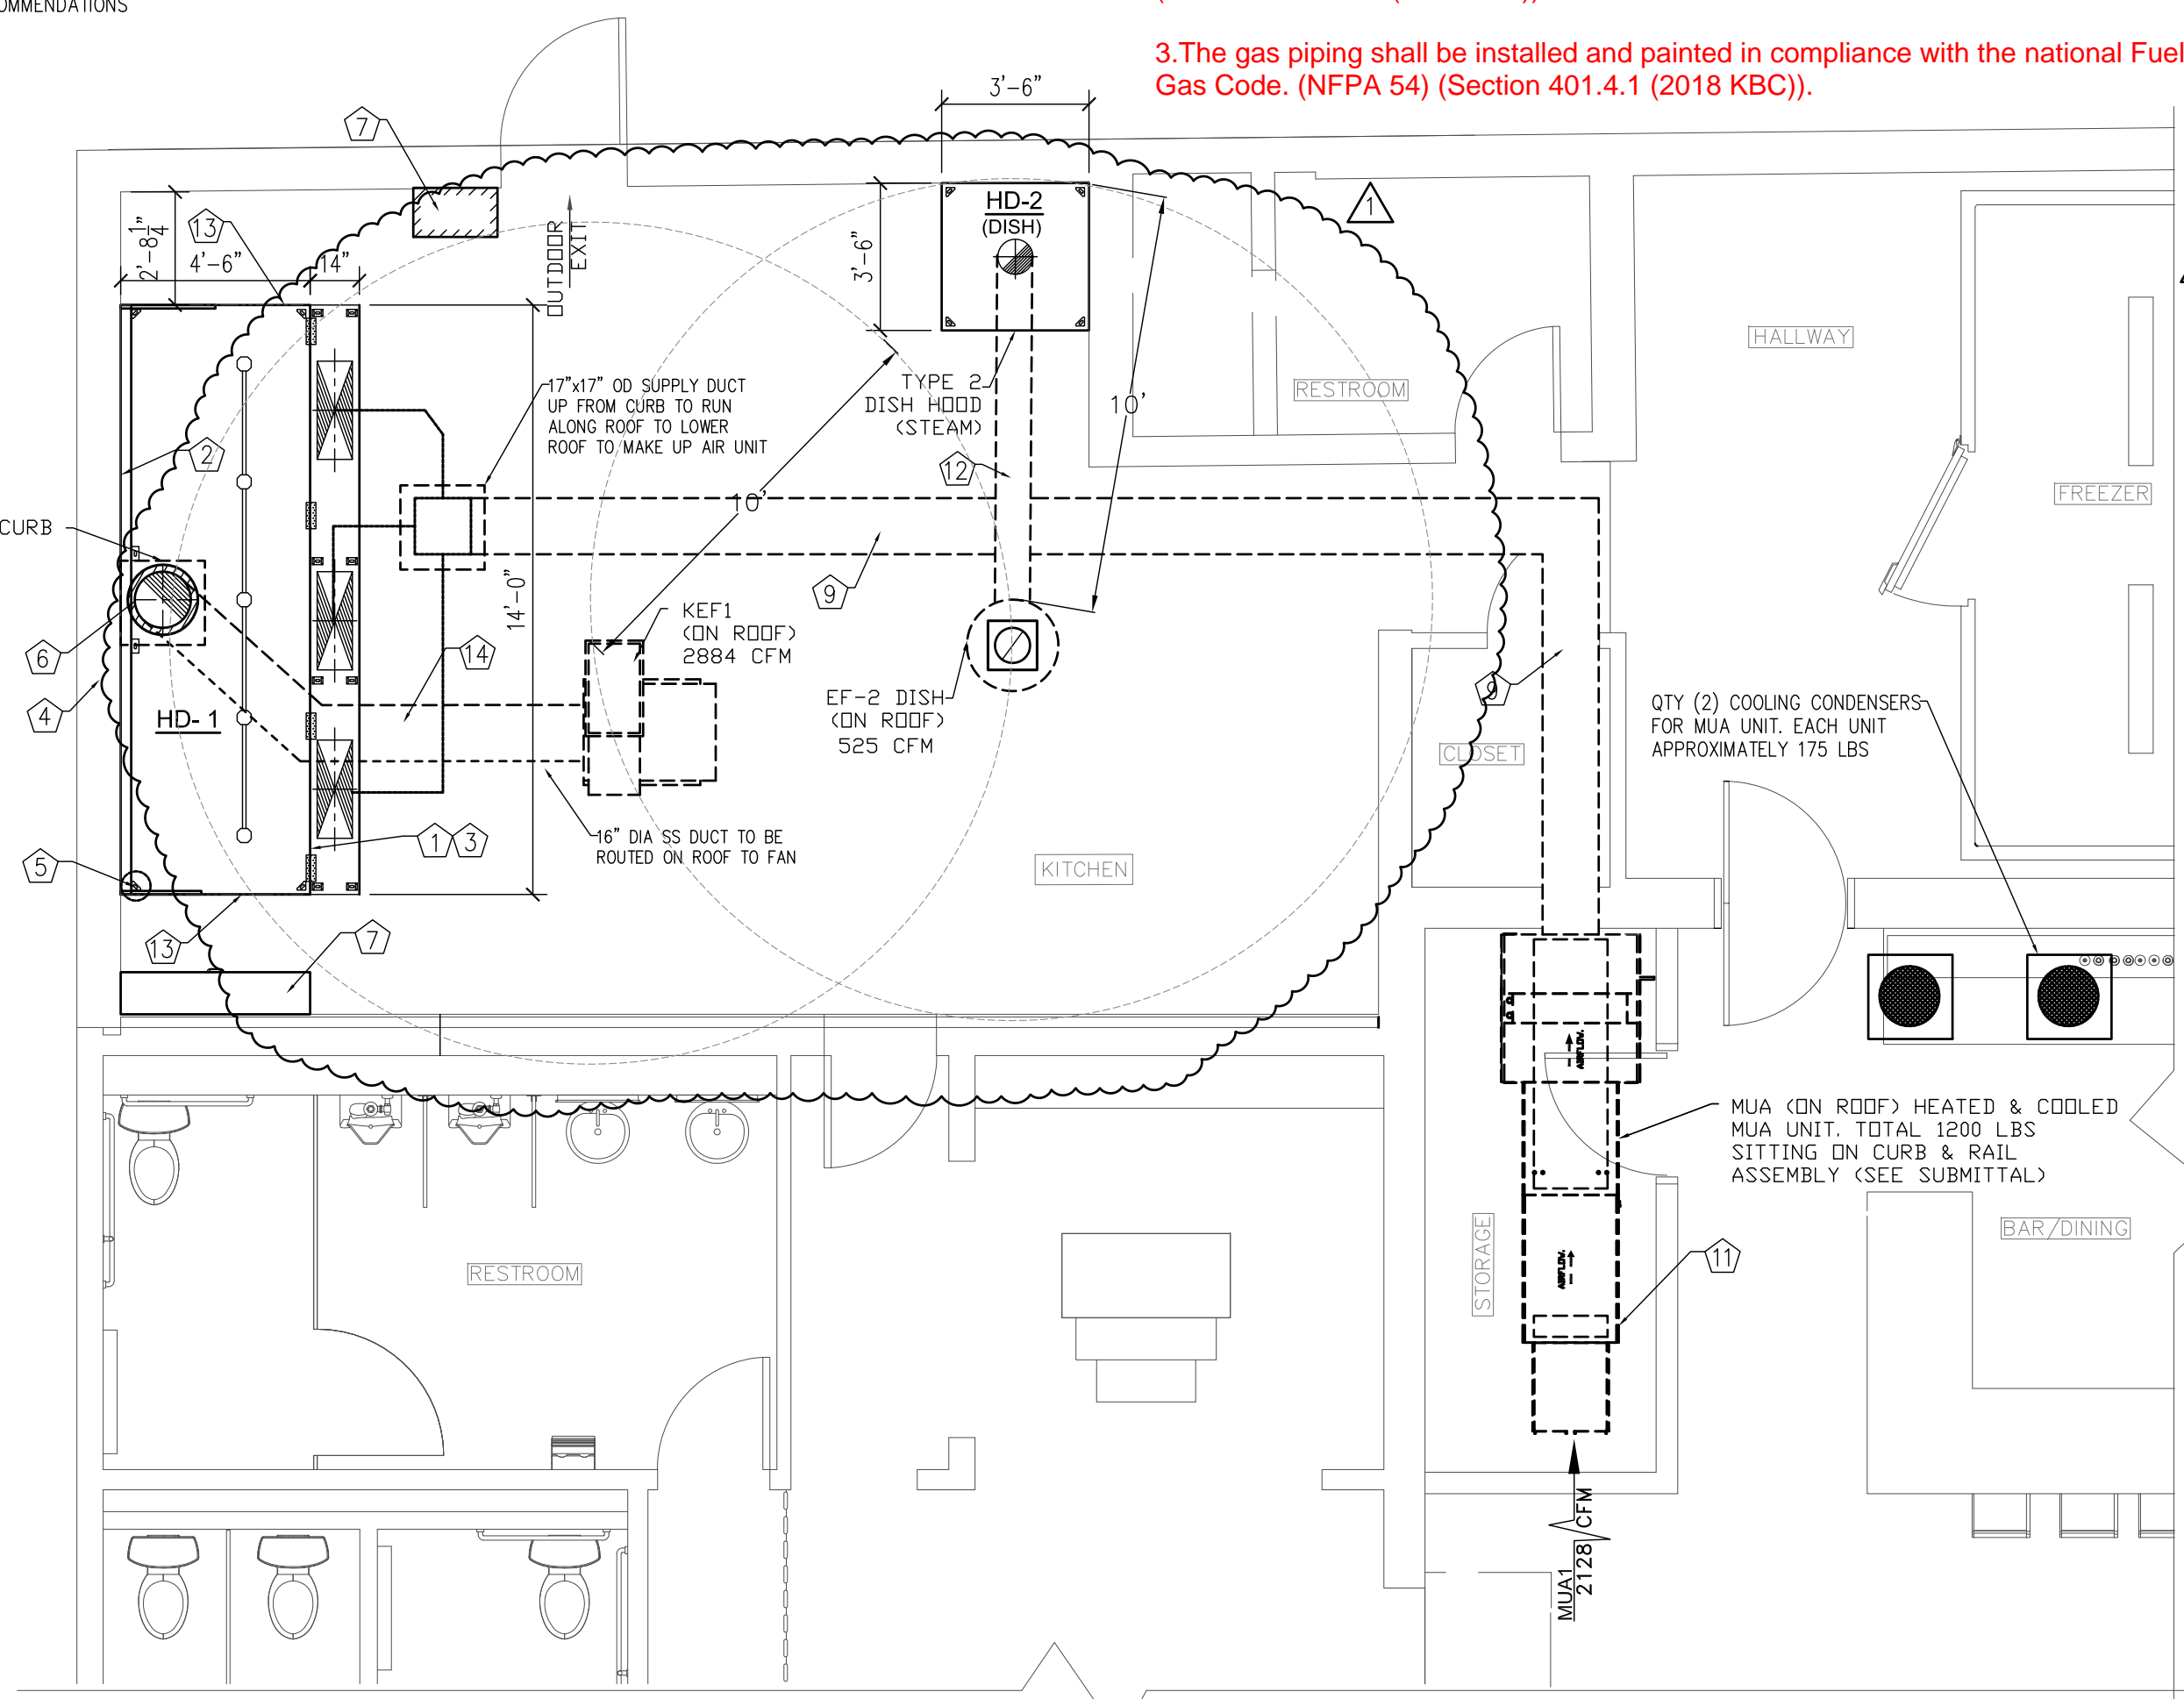 OMMENDATIONS
3.The gas piping shall be installed and painted in compliance with the national Fuel
Gas Code. (NFPA 54) (Section 401.4.1 (2018 KBC)).
3'-6"
7
1
2'-8 1/4"
13
4'-6"
14"
OUTDOOR
EXIT
HD-2
(DISH)
3'-6"
HALLWAY
17"x17" OD SUPPLY DUCT
UP FROM CURB TO RUN
ALONG ROOF TO LOWER
ROOF TO MAKE UP AIR UNIT
TYPE 2
DISH HOOD
(STEAM)
10'
RESTROOM
2
12
10'
FREEZER
CURB
9
14'-0"
KEF1
(ON ROOF)
2884 CFM
6
14
4
HD- 1
EF-2 DISH
(ON ROOF)
525 CFM
9
QTY (2) COOLING CONDENSERS
FOR MUA UNIT. EACH UNIT
APPROXIMATELY 175 LBS
CLOSET
1
3
16" DIA SS DUCT TO BE
ROUTED ON ROOF TO FAN
5
KITCHEN
13
7
AIRFLOW.
MUA (ON ROOF) HEATED & COOLED
MUA UNIT. TOTAL 1200 LBS
SITTING ON CURB & RAIL
ASSEMBLY (SEE SUBMITTAL)
RESTROOM
STORAGE
AIRFLOW.
11
BAR/DINING
MUA1
2128 CFM